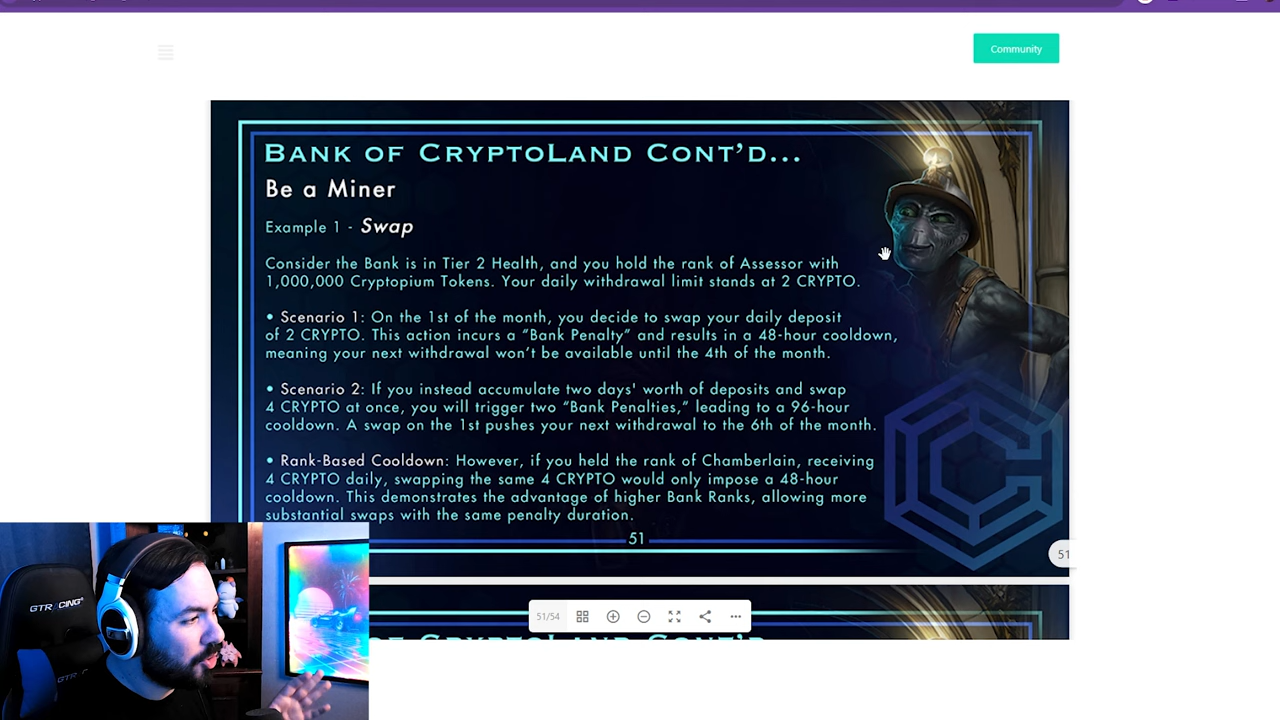 Community
Bank of CryptoLand Cont'd...
Be a Miner
Example 1 - Swap
Consider the Bank is in Tier 2 Health, and you hold the rank of Assessor with
1,000,000 Cryptopium Tokens. Your daily withdrawal limit stands at 2 CRYPTO.
• Scenario 1: On the 1st of the month, you decide to swap your daily deposit
of 2 CRYPTO. This action incurs a “Bank Penalty” and results in a 48-hour cooldown,
meaning your next withdrawal won’t be available until the 4th of the month.
• Scenario 2: If you instead accumulate two days' worth of deposits and swap
4 CRYPTO at once, you will trigger two “Bank Penalties,” leading to a 96-hour
cooldown. A swap on the 1st pushes your next withdrawal to the 6th of the month.
• Rank-Based Cooldown: However, if you held the rank of Chamberlain, receiving
4 CRYPTO daily, swapping the same 4 CRYPTO would only impose a 48-hour
cooldown. This demonstrates the advantage of higher Bank Ranks, allowing more
substantial swaps with the same penalty duration.
51
51
51/54
GTRACING
GTRA